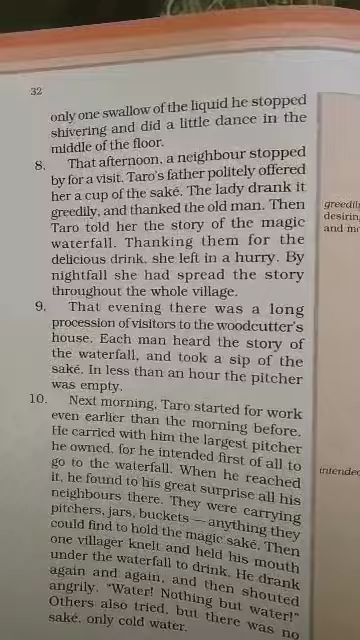 32
only one swallow of the liquid he stopped
shivering and did a little dance in the
middle of the floor.
8. That afternoon, a neighbour stopped
by for a visit. Taro's father politely offered
her a cup of the saké. The lady drank it
greedily, and thanked the old man. Then
Taro told her the story of the magic
waterfall. Thanking them for the
delicious drink, she left in a hurry. By
nightfall she had spread the story
throughout the whole village.
9. That evening there was a long
procession of visitors to the woodcutter's
house. Each man heard the story of
the waterfall, and took a sip of the
saké. In less than an hour the pitcher
was empty.
10. Next morning, Taro started for work
even earlier than the morning before.
He carried with him the largest pitcher
he owned, for he intended first of all to
go to the waterfall. When he reached
it, he found to his great surprise all his
neighbours there. They were carrying
pitchers, jars, buckets — anything they
could find to hold the magic saké. Then
one villager knelt and held his mouth
under the waterfall to drink. He drank
again and again, and then shouted
angrily, "Water! Nothing but water!"
Others also tried, but there was no
saké, only cold water.
desirin
and
intended